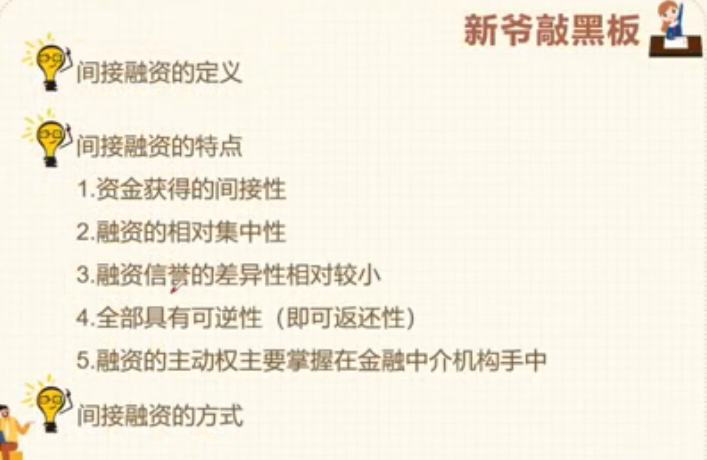 新爷敲黑板
间接融资的定义
间接融资的特点
1.资金获得的间接性
2.融资的相对集中性
3.融资信誉的差异性相对较小
4.全部具有可逆性（即可返还性）
5.融资的主动权主要掌握在金融中介机构手中
间接融资的方式